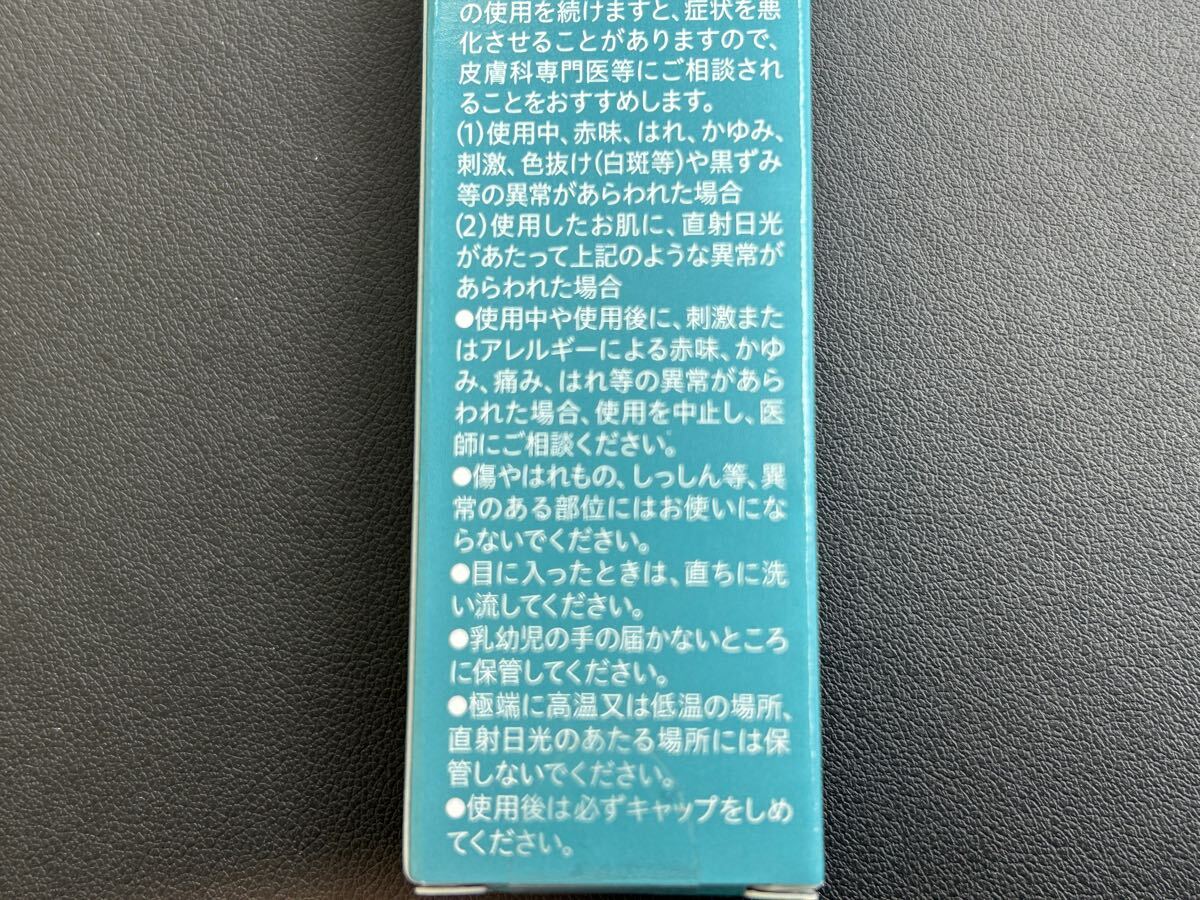 の使用を続けますと、症状を悪
化させることがありますので、
皮膚科専門医等にご相談され
ることをおすすめします。
(1)使用中、赤味、はれ、かゆみ、
刺激、色抜け(白斑等)や黒ずみ
等の異常があらわれた場合
(2)使用したお肌に、直射日光
があたって上記のような異常が
あらわれた場合
●使用中や使用後に、刺激また
はアレルギーによる赤味、かゆ
み、痛み、はれ等の異常があら
われた場合、使用を中止し、医
師にご相談ください。
●傷やはれもの、しっしん等、異
常のある部位にはお使いにな
らないでください。
●目に入ったときは、直ちに洗
い流してください。
●乳幼児の手の届かないところ
に保管してください。
●極端に高温又は低温の場所、
直射日光のあたる場所には保
管しないでください。
●使用後は必ずキャップをしめ
てください。